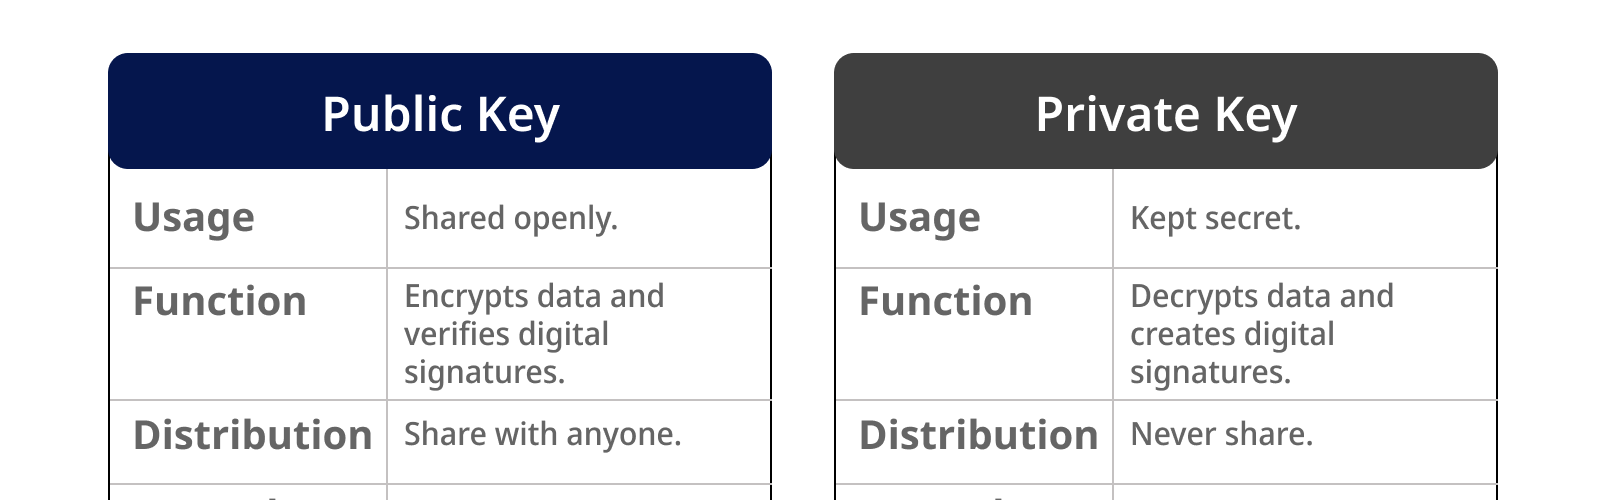 Public Key
Usage
Shared openly.
Function
Encrypts data and
verifies digital
signatures.
Distribution
Share with anyone.
Private Key
Usage
Kept secret.
Function
Decrypts data and
creates digital
signatures.
Distribution
Never share.